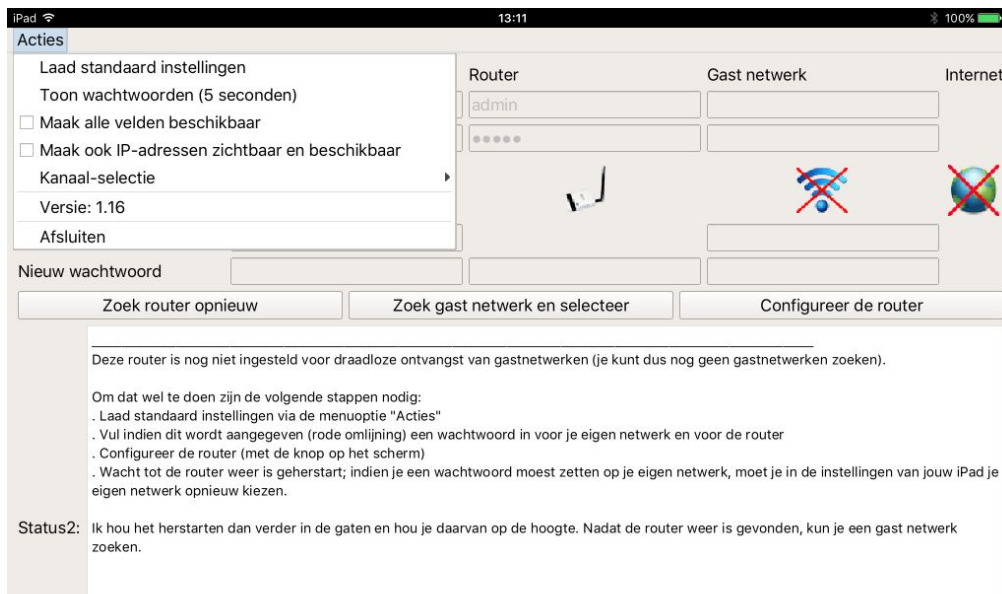 iPad 13:11 100%
Acties
Laad standaard instellingen
Toon wachtwoorden (5 seconden)
Maak alle velden beschikbaar
Maak ook IP-adressen zichtbaar en beschikbaar
Kanaal-selectie
Versie: 1.16
Afsluiten
Router Gast netwerk Internet
admin
•••••
Nieuw wachtwoord
Zoek router opnieuw Zoek gast netwerk en selecteer Configureer de router
Deze router is nog niet ingesteld voor draadloze ontvangst van gastnetwerken (je kunt dus nog geen gastnetwerken zoeken).
Om dat wel te doen zijn de volgende stappen nodig:
. Laad standaard instellingen via de menuoptie "Acties"
. Vul indien dit wordt aangegeven (rode omlijning) een wachtwoord in voor je eigen netwerk en voor de router
. Configureer de router (met de knop op het scherm)
. Wacht tot de router weer is geherstart; indien je een wachtwoord moest zetten op je eigen netwerk, moet je in de instellingen van jouw iPad je
eigen netwerk opnieuw kiezen.
Status2: Ik hou het herstarten dan verder in de gaten en hou je daarvan op de hoogte. Nadat de router weer is gevonden, kun je een gast netwerk
zoeken.